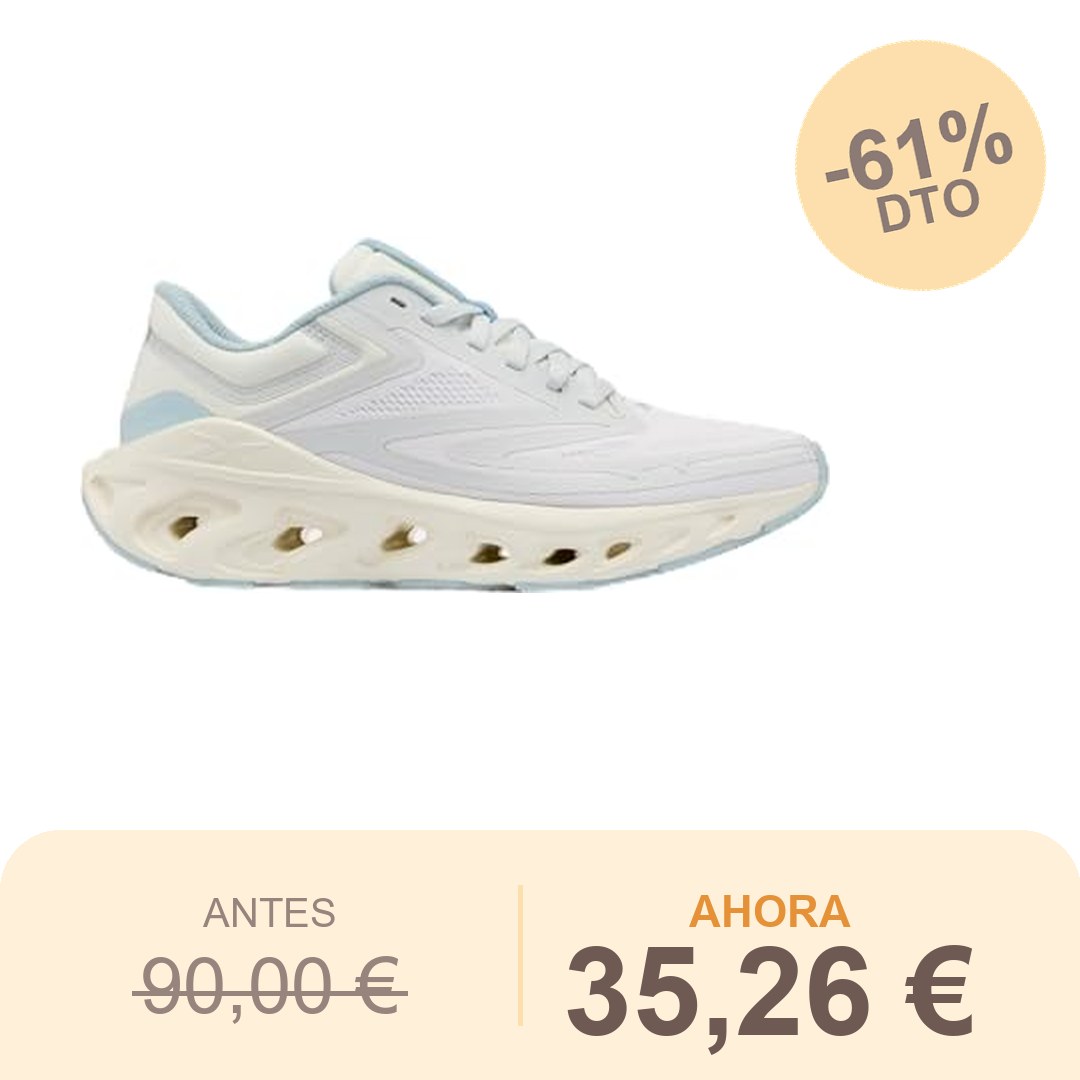 -61%
DTO
ANTES
90,00 €
AHORA
35,26 €